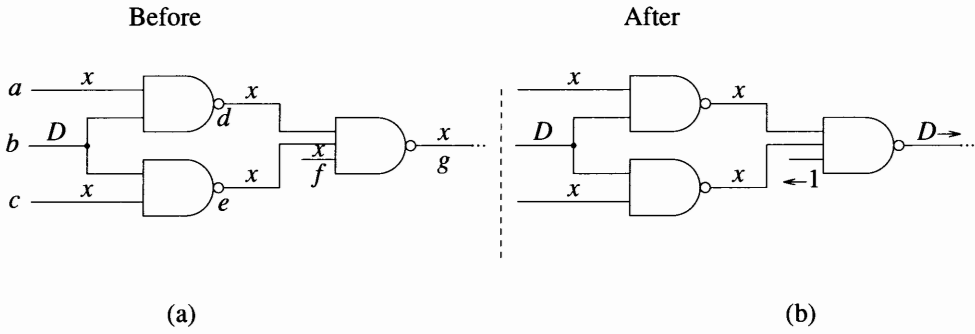 Before After
a x x x
d x
b D x g D x D→
f ←1
c x x x x
e
(a) (b)